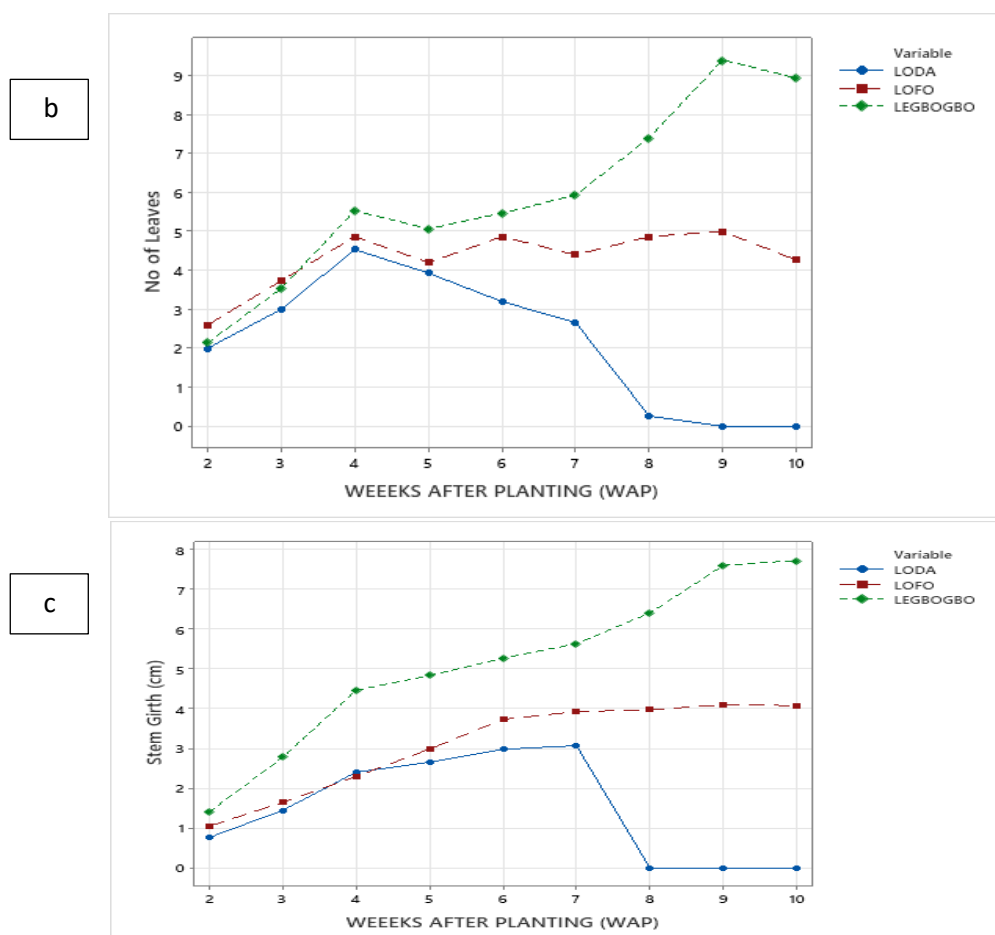 b
Variable
LODA
LOFO
LEGBOGBO
No of Leaves
9
8
7
6
5
4
3
2
1
0
2 3 4 5 6 7 8 9 10
WEEEKS AFTER PLANTING (WAP)
c
Variable
LODA
LOFO
LEGBOGBO
Stem Girth (cm)
8
7
6
5
4
3
2
1
0
2 3 4 5 6 7 8 9 10
WEEEKS AFTER PLANTING (WAP)